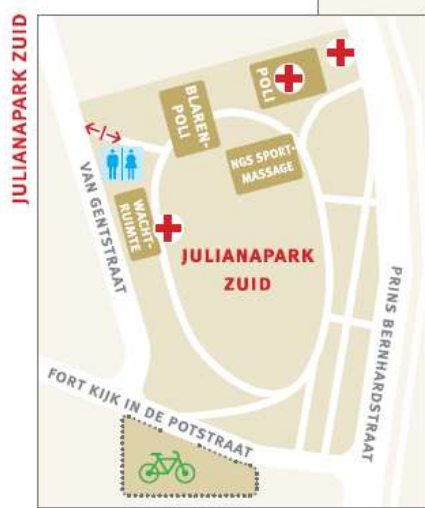 JULIANAPARK ZUID
POLI
BLAREN-
POLI
NGS SPORT-
MASSAGE
WACHT-
RUIMTE
VAN GENTSTRAAT
JULIANAPARK
ZUID
PRINS BERNHARDSTRAAT
FORT KIJK IN DE POTSTRAAT